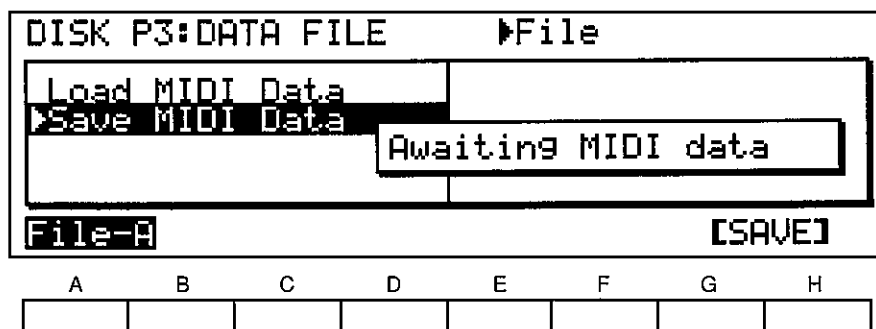 DISK P3:DATA FILE ▶File
Load MIDI Data
▶Save MIDI Data
Awaiting MIDI data
File-A [SAVE]
A B C D E F G H